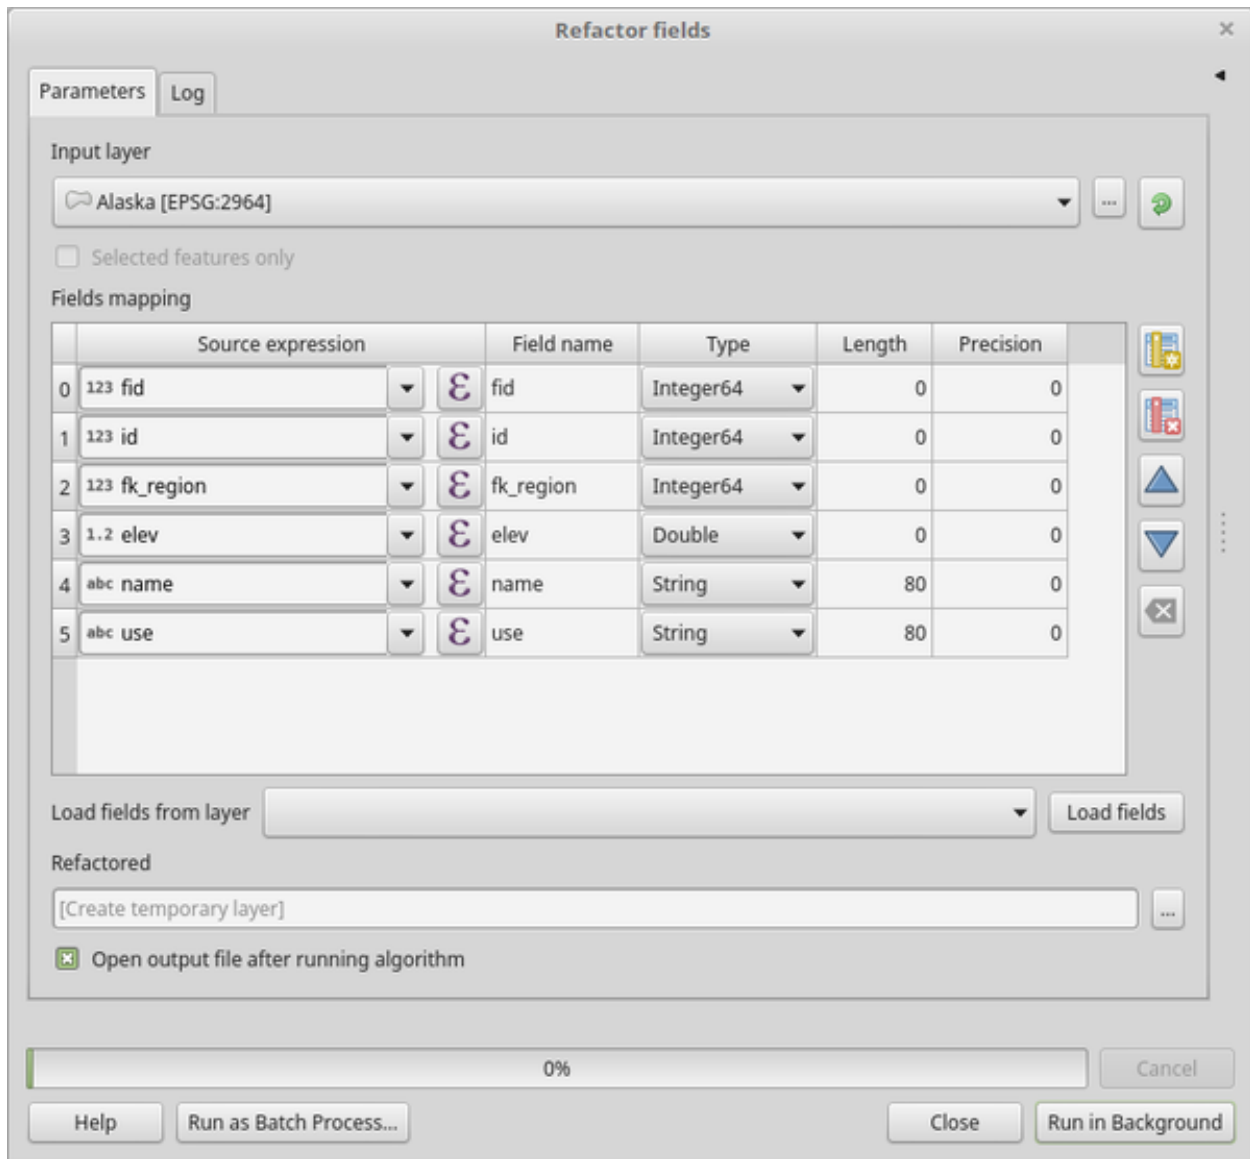 Refactor fields
Parameters Log
Input layer
Alaska [EPSG:2964] ...
Selected features only
Fields mapping
Source expression Field name Type Length Precision
0 123 fid ε fid Integer64 0 0
1 123 id ε id Integer64 0 0
2 123 fk_region ε fk_region Integer64 0 0
3 1.2 elev ε elev Double 0 0
4 abc name ε name String 80 0
5 abc use ε use String 80 0
Load fields from layer Load fields
Refactored
[Create temporary layer] ...
Open output file after running algorithm
0% Cancel
Help Run as Batch Process... Close Run in Background